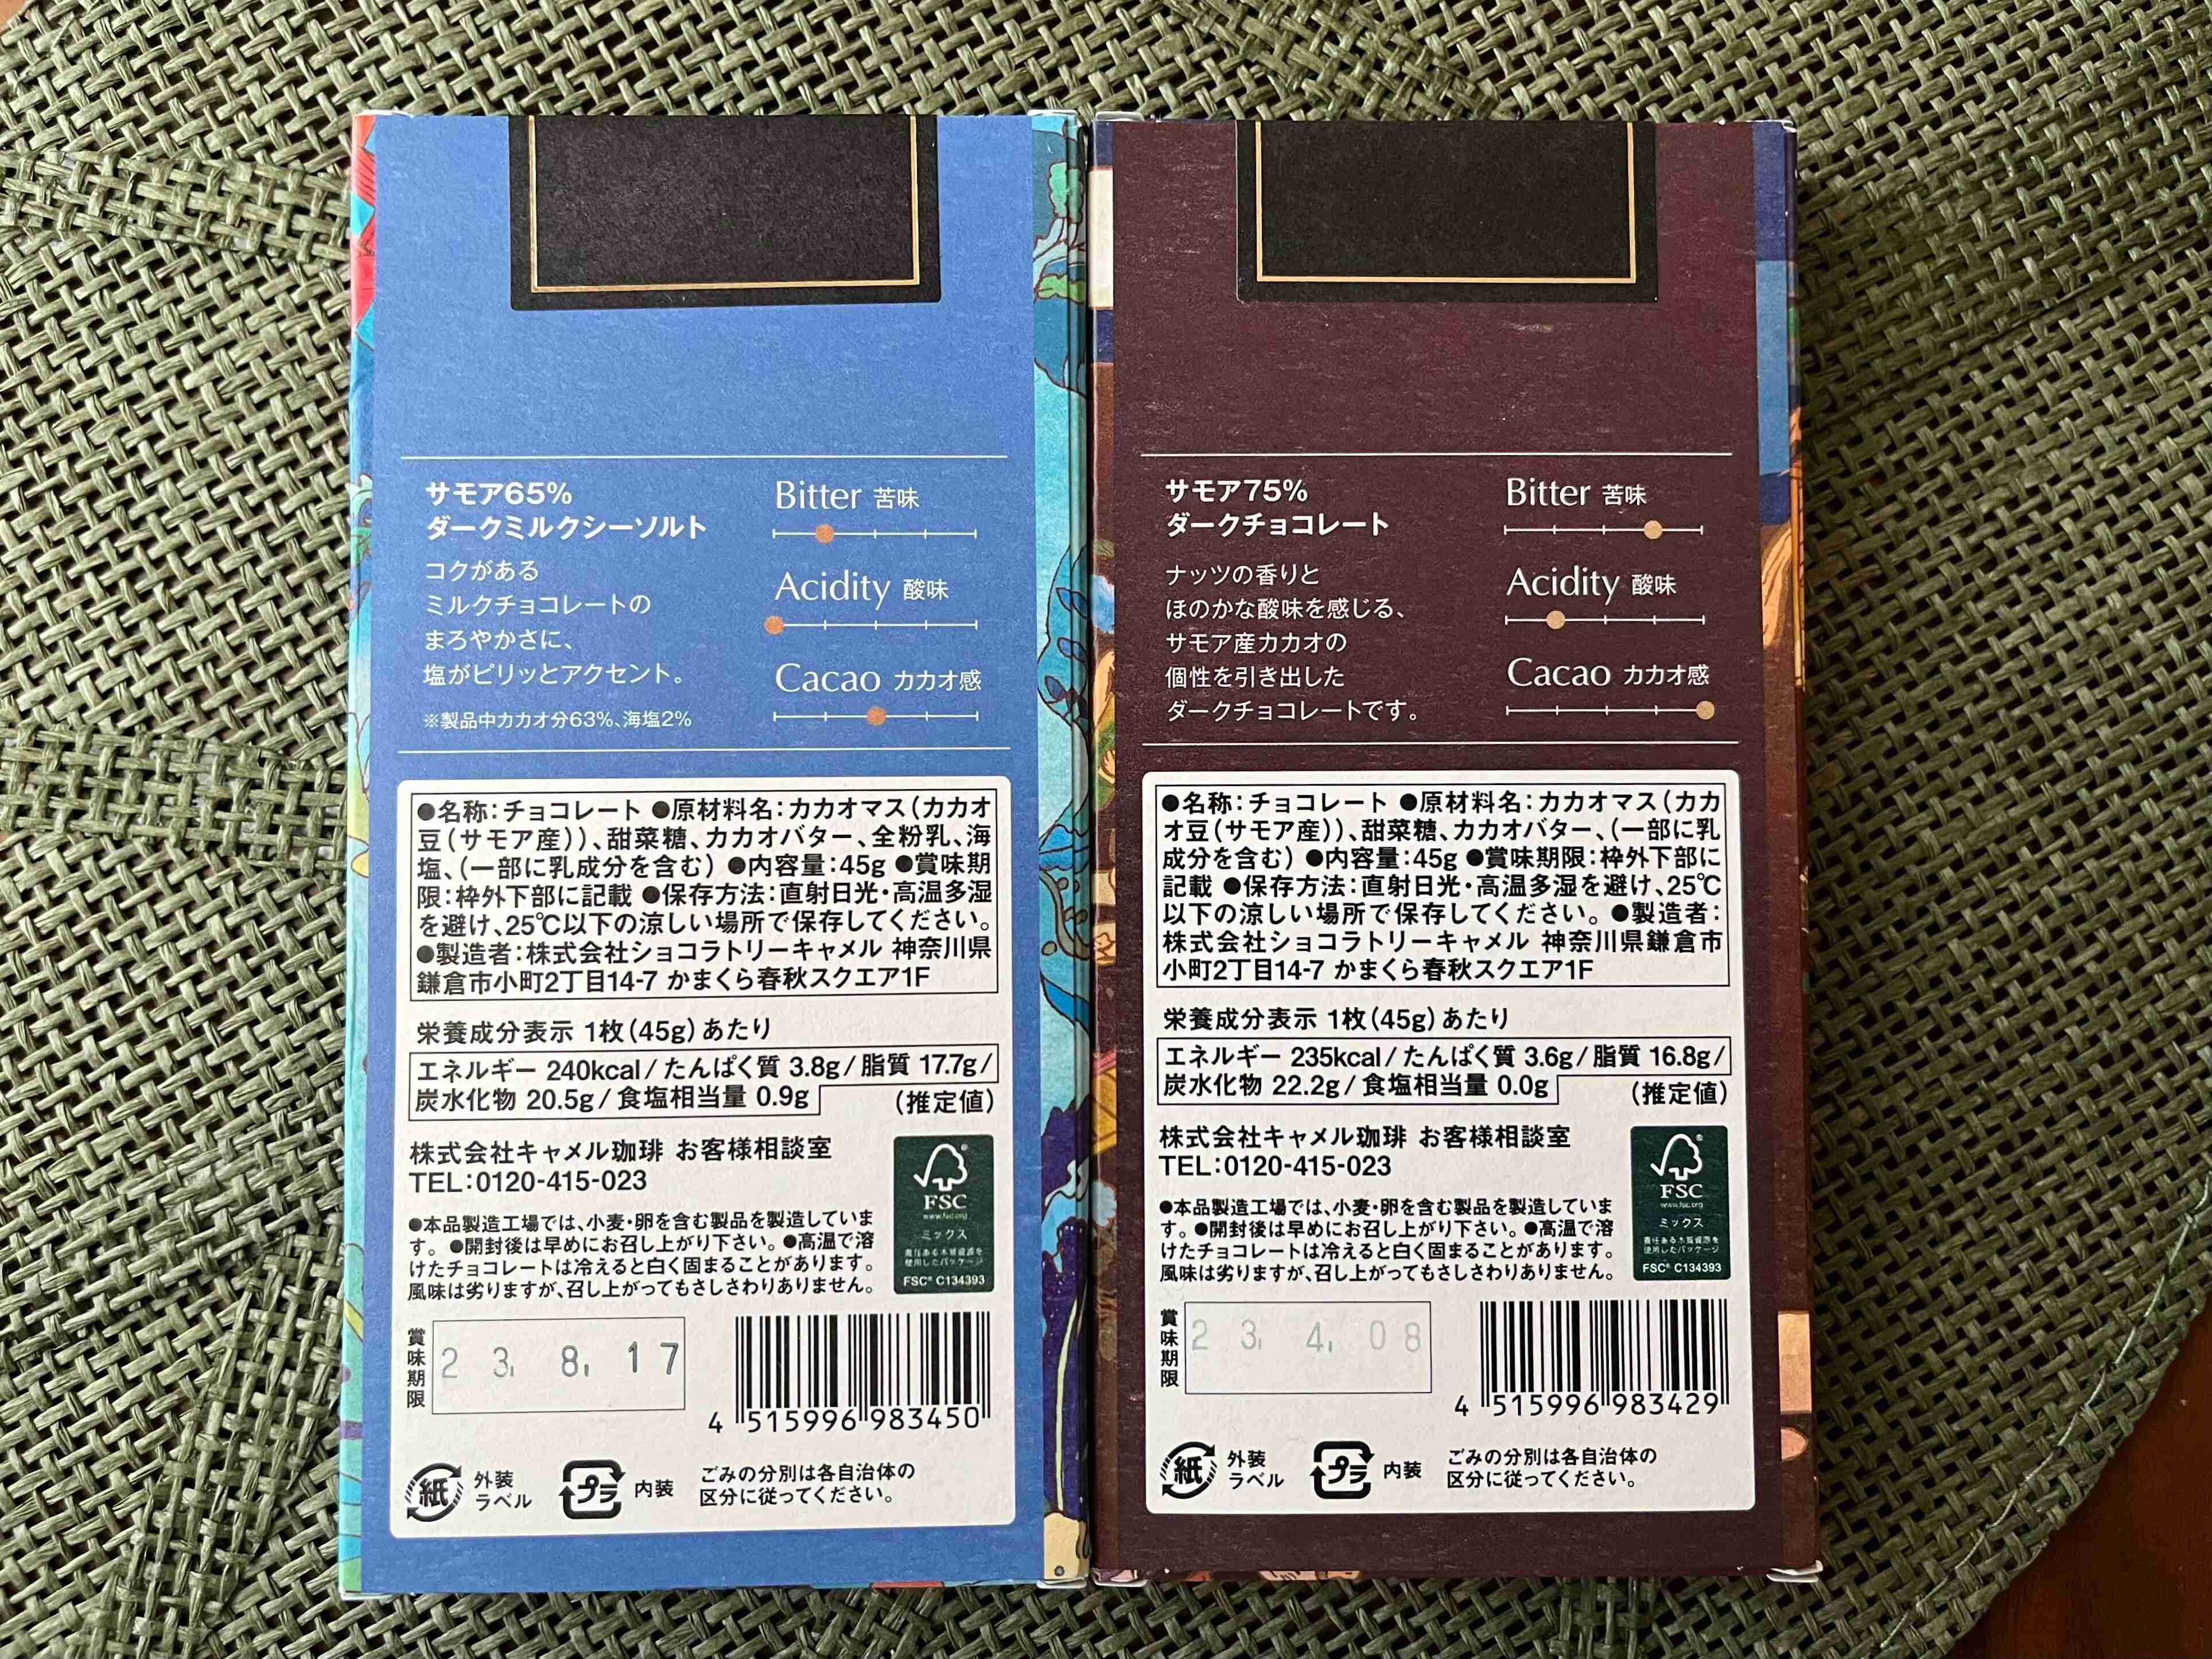 サモア65%
ダークミルクシーソルト
コクがある
ミルクチョコレートの
まろやかさに、
塩がピリッとアクセント。
※製品中カカオ分63%、海塩2%
Bitter 苦味
Acidity 酸味
Cacao カカオ感
●名称：チョコレート ●原材料名：カカオマス（カカオ
豆（サモア産））、甜菜糖、カカオバター、全粉乳、海
塩、（一部に乳成分を含む） ●内容量：45g ●賞味期
限：枠外下部に記載 ●保存方法：直射日光・高温多湿
を避け、25℃以下の涼しい場所で保存してください。
●製造者：株式会社ショコラトリーキャメル 神奈川県
鎌倉市小町2丁目14-7 かまくら春秋スクエア1F
栄養成分表示 1枚（45g）あたり
エネルギー 240kcal/たんぱく質 3.8g/脂質 17.7g/
炭水化物 20.5g/食塩相当量 0.9g
（推定値）
株式会社キャメル珈琲 お客様相談室
TEL：0120-415-023
●本品製造工場では、小麦・卵を含む製品を製造していま
す。 ●開封後は早めにお召し上がり下さい。●高温で溶
けたチョコレートは冷えると白く固まることがあります。
風味は劣りますが、召し上がってもさしさわりありません。
FSC
www.fsc.org
ミックス
責任ある木質資源を
使用したパッケージ
FSC® C134393
賞味期限
23. 8. 17
4 515996 983450
紙
外装
ラベル
プラ
内装
ごみの分別は各自治体の
区分に従ってください。
サモア75%
ダークチョコレート
ナッツの香りと
ほのかな酸味を感じる、
サモア産カカオの
個性を引き出した
ダークチョコレートです。
Bitter 苦味
Acidity 酸味
Cacao カカオ感
●名称：チョコレート ●原材料名：カカオマス（カカ
オ豆（サモア産））、甜菜糖、カカオバター、（一部に乳
成分を含む） ●内容量：45g ●賞味期限：枠外下部に
記載 ●保存方法：直射日光・高温多湿を避け、25℃
以下の涼しい場所で保存してください。 ●製造者：
株式会社ショコラトリーキャメル 神奈川県鎌倉市
小町2丁目14-7 かまくら春秋スクエア1F
栄養成分表示 1枚（45g）あたり
エネルギー 235kcal/たんぱく質 3.6g/脂質 16.8g/
炭水化物 22.2g/食塩相当量 0.0g
（推定値）
株式会社キャメル珈琲 お客様相談室
TEL：0120-415-023
●本品製造工場では、小麦・卵を含む製品を製造していま
す。●開封後は早めにお召し上がり下さい。●高温で溶
けたチョコレートは冷えると白く固まることがあります。
風味は劣りますが、召し上がってもさしさわりありません。
FSC
www.fsc.org
ミックス
責任ある木質資源を
使用したパッケージ
FSC® C134393
賞味期限
23. 4. 08
4 515996 983429
紙
外装
ラベル
プラ
内装
ごみの分別は各自治体の
区分に従ってください。